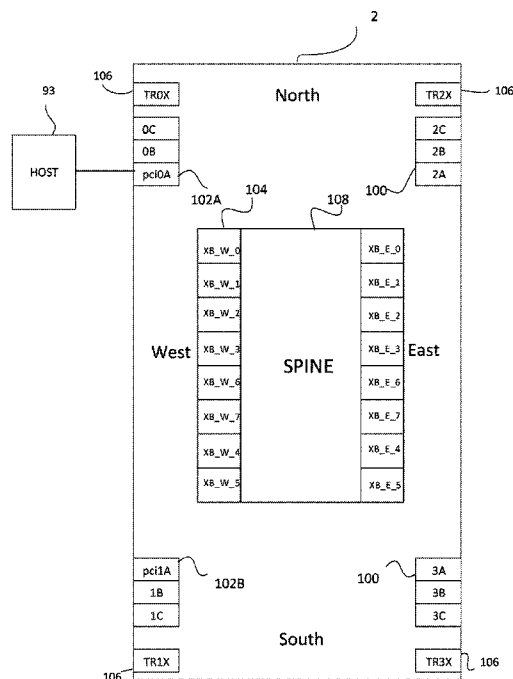 2
93
106
106
TR0X
North
TR2X
0C
0B
pci0A
HOST
2C
2B
2A
100
102A
104
108
XB_W_0
XB_W_1
XB_W_2
XB_W_3
XB_W_6
XB_W_7
XB_W_4
XB_W_5
West
SPINE
XB_E_0
XB_E_1
XB_E_2
XB_E_3
XB_E_6
XB_E_7
XB_E_4
XB_E_5
East
pci1A
1B
1C
102B
100
3A
3B
3C
South
TR1X
TR3X
106
106